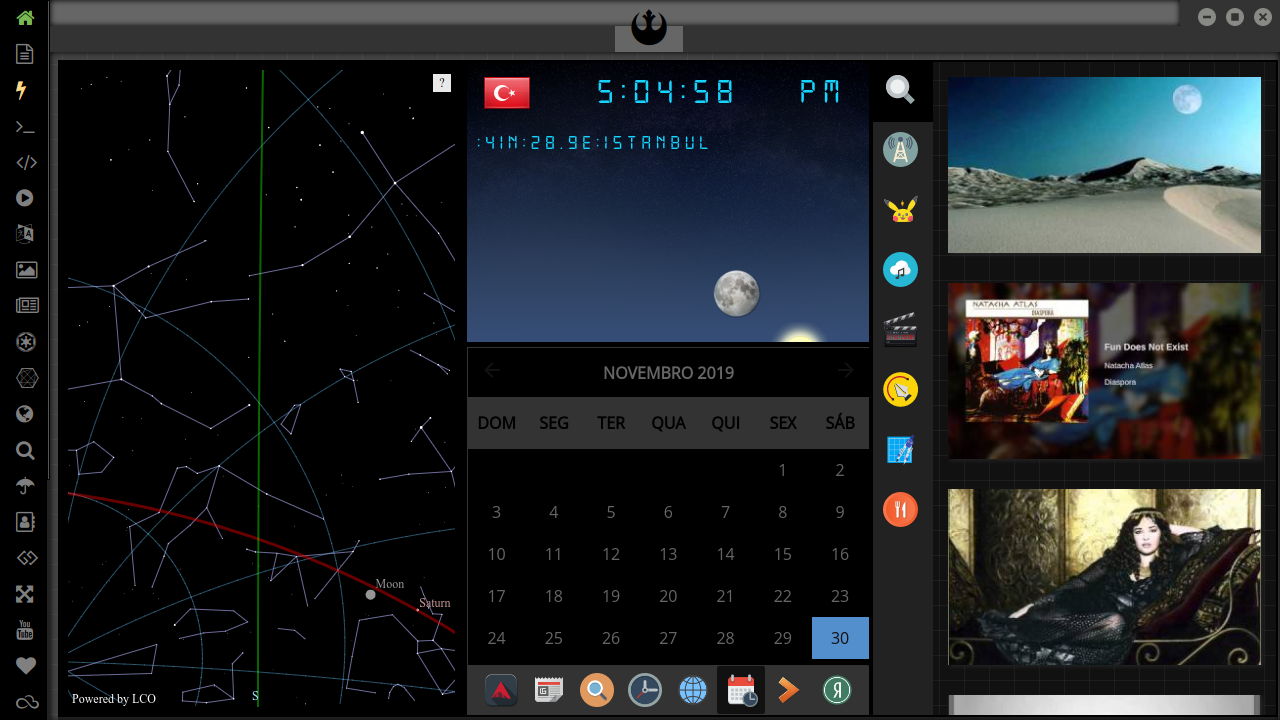 ?
Moon
Saturn
S
Powered by LCO
5:04:58 PM
:41N:28.9E:ISTANBUL
NOVEMBRO 2019
DOM SEG TER QUA QUI SEX SÁB
1 2
3 4 5 6 7 8 9
10 11 12 13 14 15 16
17 18 19 20 21 22 23
24 25 26 27 28 29 30
NATACHA ATLAS
DIASPORA
Fun Does Not Exist
Natacha Atlas
Diaspora
You
Tube
Я